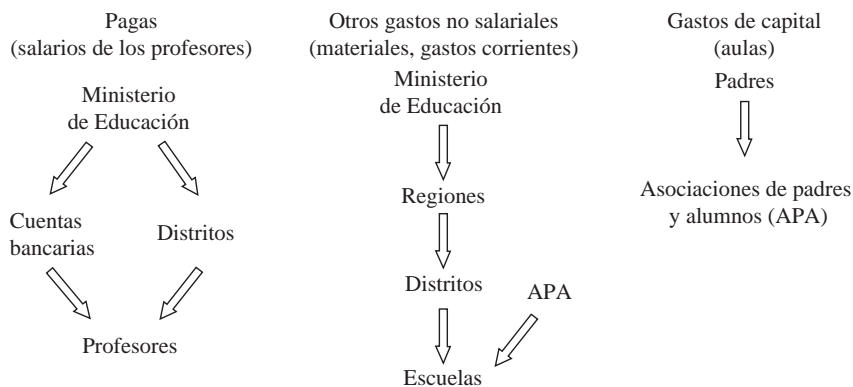 Pagas
(salarios de los profesores)
Ministerio
de Educación
Cuentas
bancarias
Distritos
Profesores
Otros gastos no salariales
(materiales, gastos corrientes)
Ministerio
de Educación
Regiones
Distritos
APA
Escuelas
Gastos de capital
(aulas)
Padres
Asociaciones de padres
y alumnos (APA)